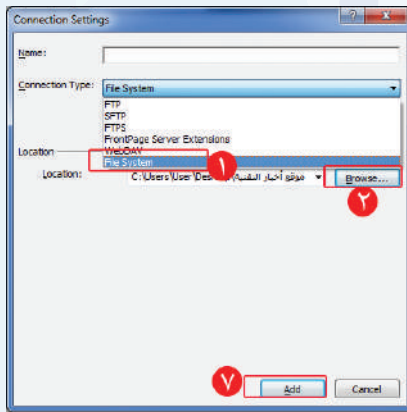 Connection Settings
Name:
Connection Type: File System
FTP
SFTP
FTPS
FrontPage Server Extensions
WebDAV
File System
١
Location
Location: C:\Users\User\Des موقع أخبار التقنية Browse...
٢
٧
Add Cancel